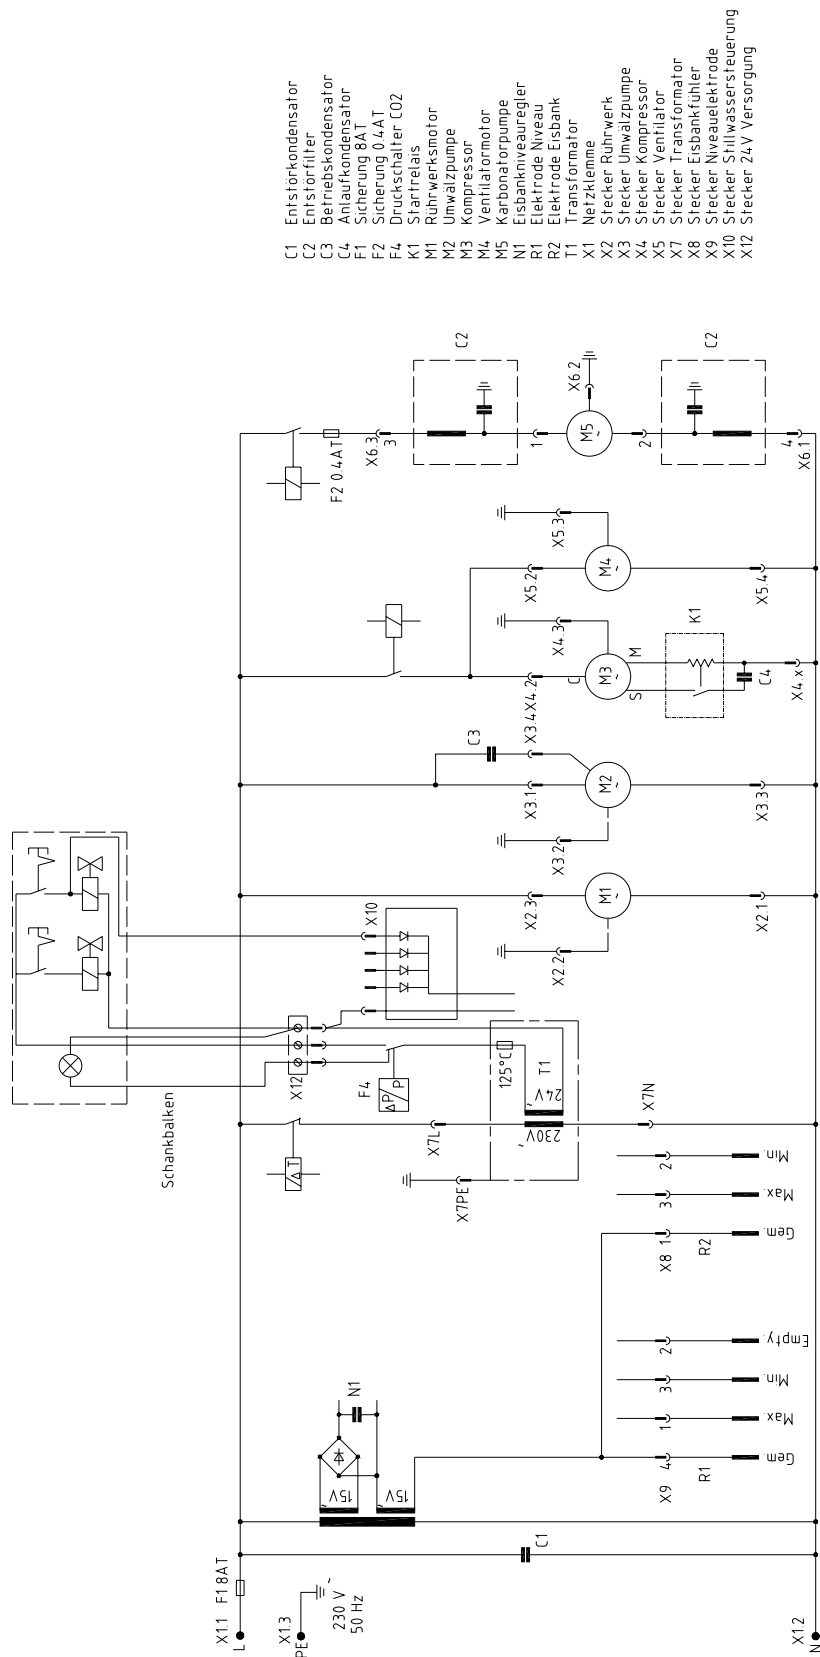 C1 Entstörkondensator
C2 Entstörfilter
C3 Betriebskondensator
C4 Anlaufkondensator
F1 Sicherung 8AT
F2 Sicherung 0.4AT
F4 Druckschalter CO2
K1 Startrelais
M1 Rührwerksmotor
M2 Umwälzpumpe
M3 Kompressor
M4 Ventilatormotor
M5 Karbonatorpumpe
N1 Eisbankniveauregler
R1 Elektrode Niveau
R2 Elektrode Eisbank
T1 Transformator
X1 Netzklemme
X2 Stecker Rührwerk
X3 Stecker Umwälzpumpe
X4 Stecker Kompressor
X5 Stecker Ventilator
X7 Stecker Transformator
X8 Stecker Eisbankfühler
X9 Stecker Niveauelektrode
X10 Stecker Stillwassersteuerung
X12 Stecker 24V Versorgung
F2 0.4AT
X6.3
3
C2
1
M5
~
X6.2
2
C2
4
X6.1
X5.3
X5.2
M4
~
X5.4
X4.3
X3.4 X4.2
C
M3
~
M
S
K1
C4
X4.x
C3
X3.1
X3.2
M2
~
X3.3
X2.3
X2.2
M1
~
X2.1
X10
X12
Schankbalken
F4
ΔP
P
ΔT
125°C
T1
24V
~
230V
~
X7L
X7PE
X7N
2
Min.
3
Max.
X8 1
R2
Gem.
2
Empty.
3
Min.
1
Max.
X9 4
R1
Gem.
N1
15V
~
15V
~
C1
X1.1 F1 8AT
L
X1.3
PE
230 V ~
50 Hz
X1.2
N